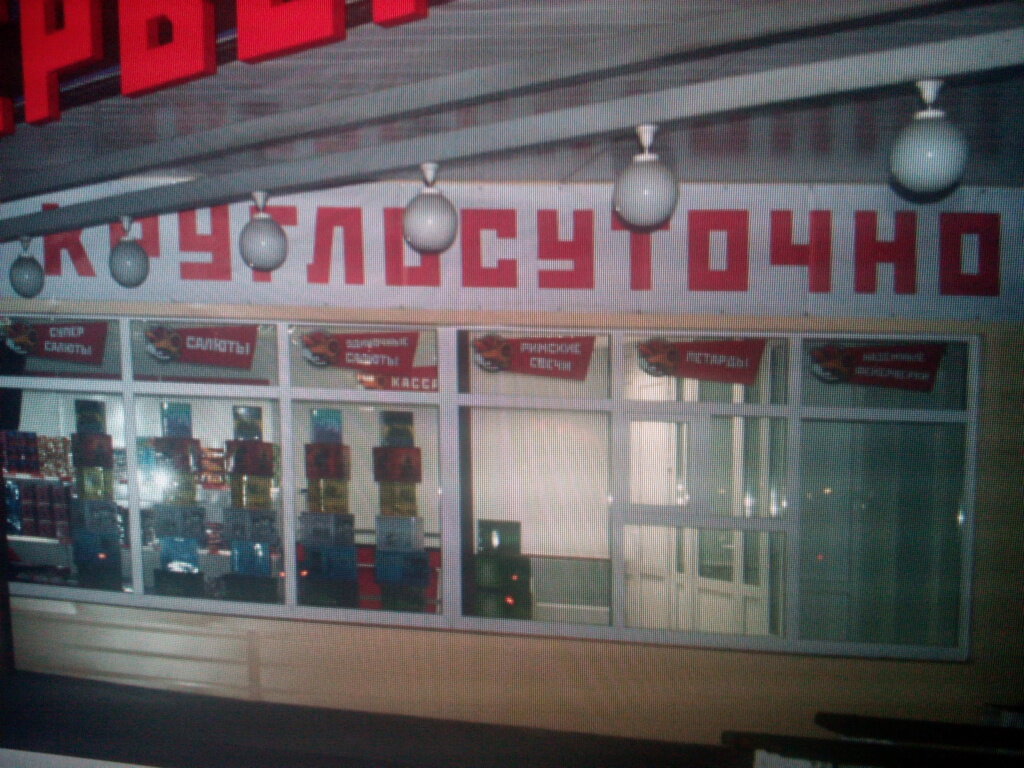 КРУГЛОСУТОЧНО
СУПЕР
САЛЮТЫ
САЛЮТЫ
ОДИНОЧНЫЕ
САЛЮТЫ
КАССА
РИМСКИЕ
СВЕЧИ
ПЕТАРДЫ
НАЗЕМНЫЕ
ФЕЙЕРВЕРКИ